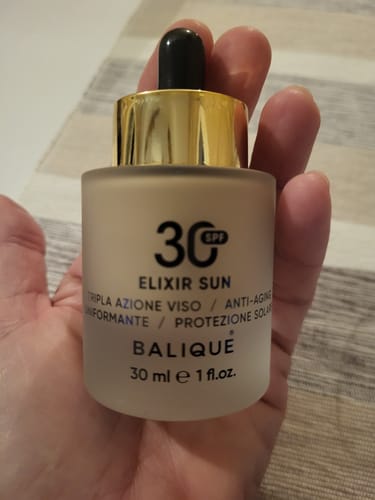 30 SPF
ELIXIR SUN
TRIPLA AZIONE VISO / ANTI-AGING
UNIFORMANTE / PROTEZIONE SOLARE
BALIQUE®
30 ml ℮ 1 fl.oz.